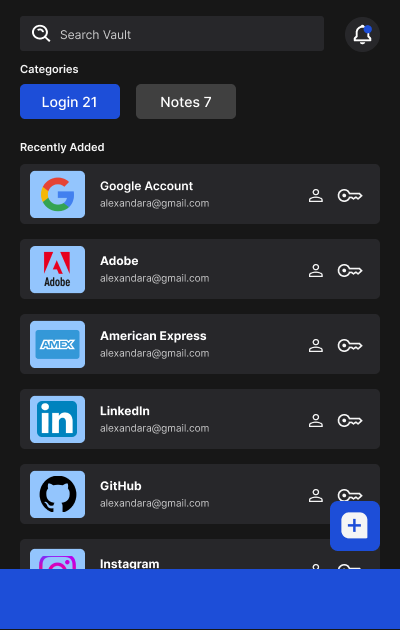 Search Vault
Categories
Login 21
Notes 7
Recently Added
Google Account
alexandara@gmail.com
Adobe
Adobe
alexandara@gmail.com
AMEX
American Express
alexandara@gmail.com
in
LinkedIn
alexandara@gmail.com
GitHub
alexandara@gmail.com
Instagram